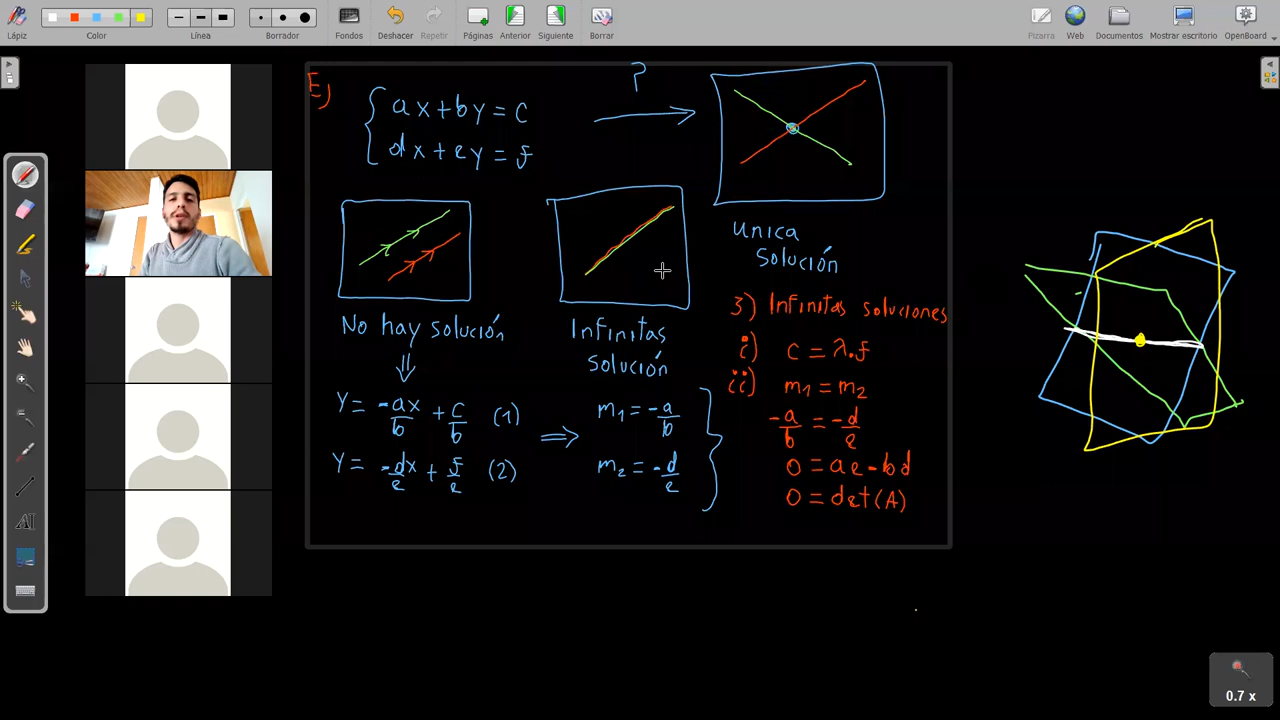 Lápiz
Color
Línea
Borrador
Fondos
Deshacer
Repetir
Páginas
Anterior
Siguiente
Borrar
Pizarra
Web
Documentos
Mostrar escritorio
OpenBoard
Ej
ax+by=c
dx+ey=f
?
No hay solución
Infinitas
solución
unica
solución
Y= -ax/b + c/b (1)
Y= -dx/e + f/e (2)
⇒
m1 = -a/b
m2 = -d/e
3) Infinitas soluciones
i) c = λ.f
ii) m1 = m2
-a/b = -d/e
0 = ae-bd
0 = det(A)
AI
0.7 x